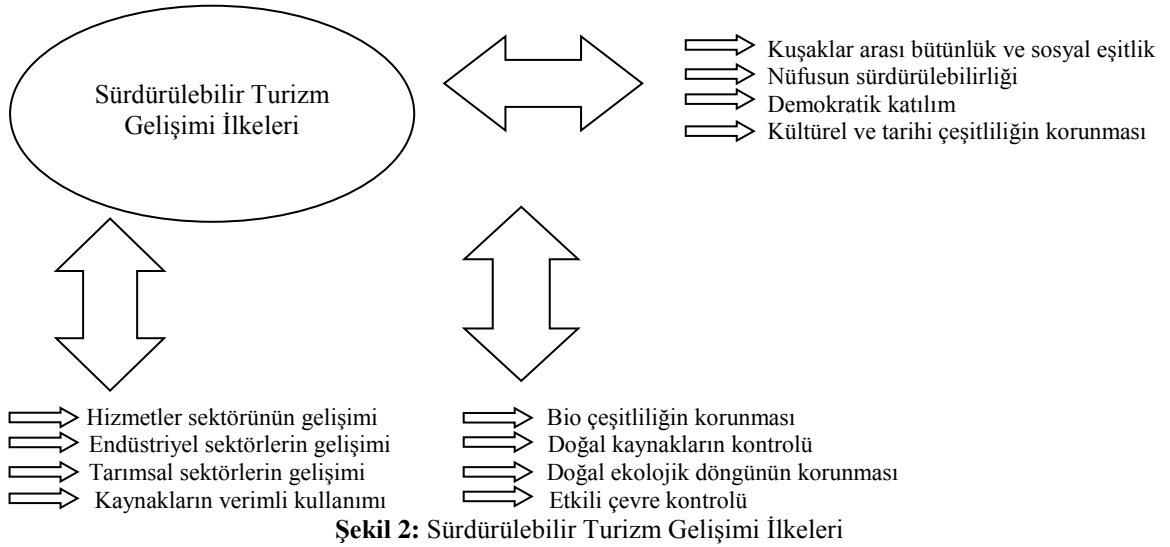 Sürdürülebilir Turizm
Gelişimi İlkeleri
Kuşaklar arası bütünlük ve sosyal eşitlik
Nüfusun sürdürülebilirliği
Demokratik katılım
Kültürel ve tarihi çeşitliliğin korunması
Hizmetler sektörünün gelişimi
Endüstriyel sektörlerin gelişimi
Tarımsal sektörlerin gelişimi
Kaynakların verimli kullanımı
Bio çeşitliliğin korunması
Doğal kaynakların kontrolü
Doğal ekolojik döngünün korunması
Etkili çevre kontrolü
Şekil 2: Sürdürülebilir Turizm Gelişimi İlkeleri